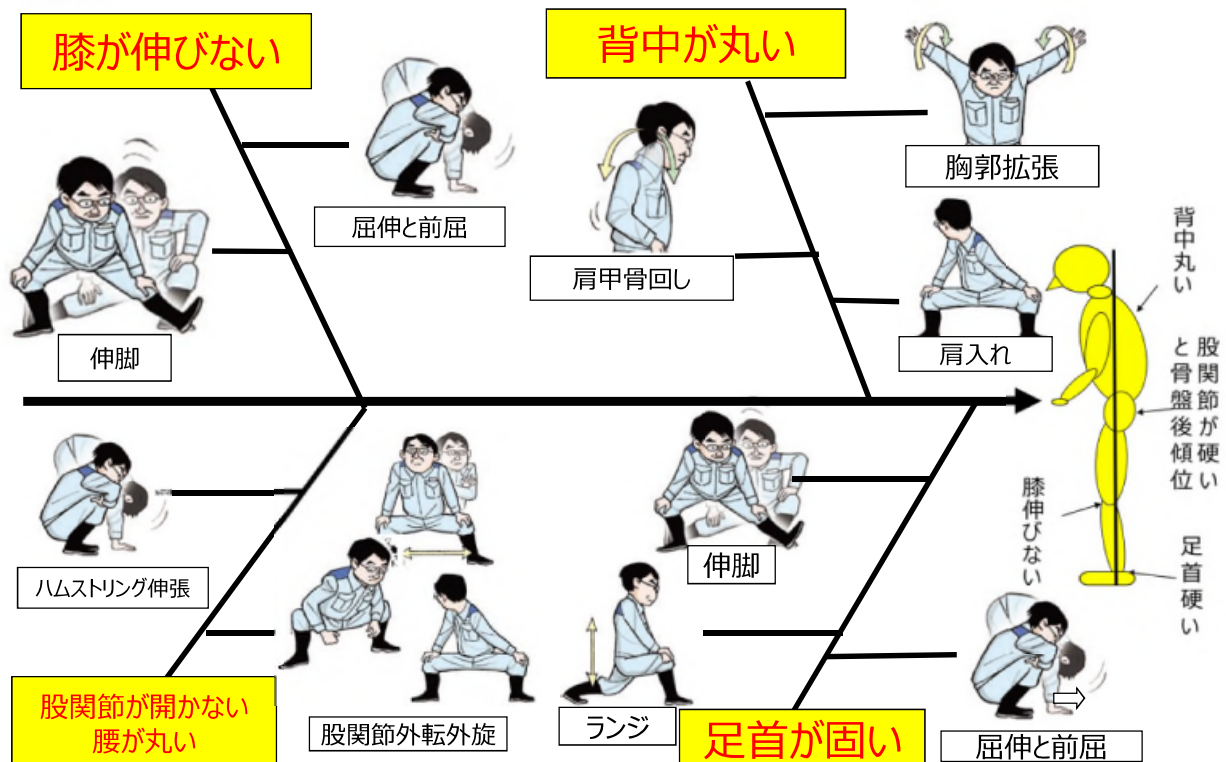 膝が伸びない
背中が丸い
胸郭拡張
屈伸と前屈
肩甲骨回し
伸脚
肩入れ
背中丸い
股関節が硬い
と骨盤後傾位
膝伸びない
足首硬い
ハムストリング伸張
伸脚
股関節が開かない
腰が丸い
股関節外転外旋
ランジ
足首が固い
屈伸と前屈